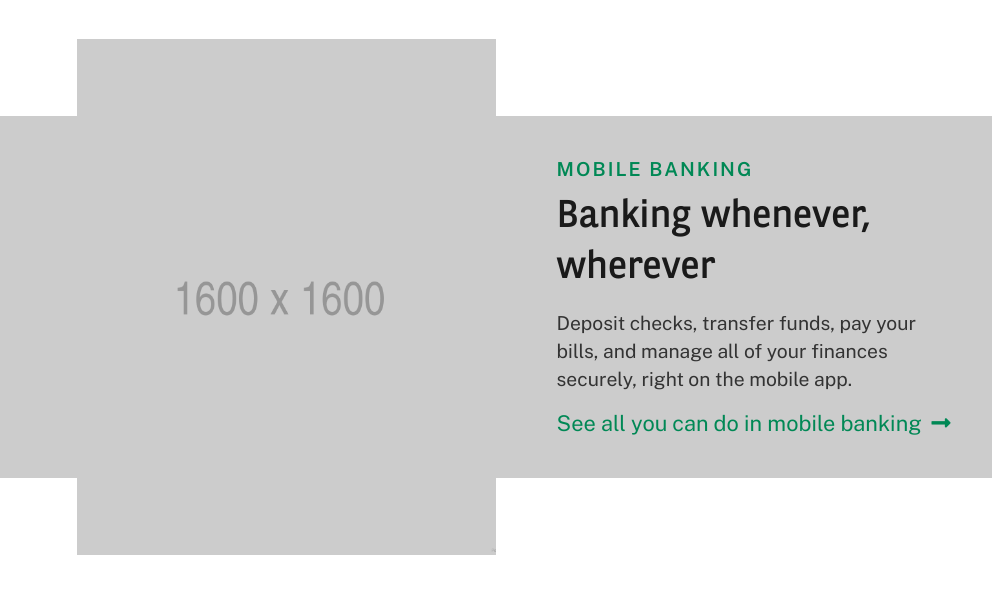 1600 x 1600
MOBILE BANKING
Banking whenever,
wherever
Deposit checks, transfer funds, pay your
bills, and manage all of your finances
securely, right on the mobile app.
See all you can do in mobile banking →